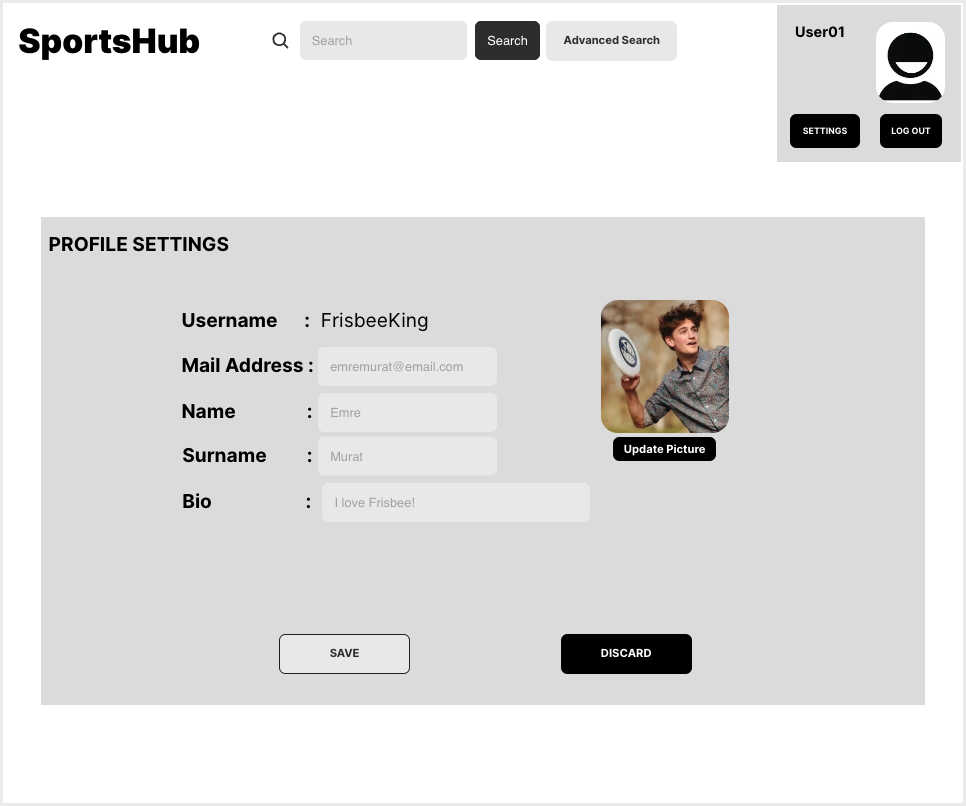 SportsHub
Search
Search
Advanced Search
User01
SETTINGS
LOG OUT
PROFILE SETTINGS
Username : FrisbeeKing
Mail Address : emremurat@email.com
Name : Emre
Surname : Murat
Bio : I love Frisbee!
Update Picture
SAVE
DISCARD